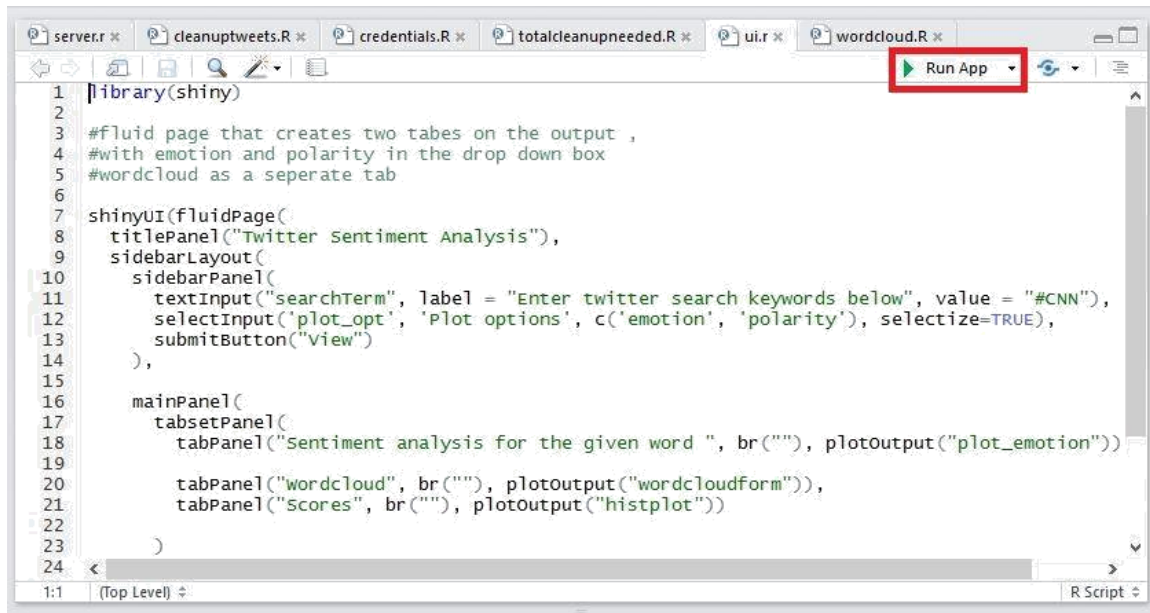 server.r × cleanuptweets.R × credentials.R × totalcleanupneeded.R × ui.r × wordcloud.R ×
Run App
1 library(shiny)
2
3 #fluid page that creates two tabes on the output ,
4 #with emotion and polarity in the drop down box
5 #wordcloud as a seperate tab
6
7 shinyUI(fluidPage(
8 titlePanel("Twitter Sentiment Analysis"),
9 sidebarLayout(
10 sidebarPanel(
11 textInput("searchTerm", label = "Enter twitter search keywords below", value = "#CNN"),
12 selectInput('plot_opt', 'Plot options', c('emotion', 'polarity'), selectize=TRUE),
13 submitButton("View")
14 ),
15
16 mainPanel(
17 tabsetPanel(
18 tabPanel("Sentiment analysis for the given word ", br(""), plotOutput("plot_emotion"))
19
20 tabPanel("Wordcloud", br(""), plotOutput("wordcloudform")),
21 tabPanel("Scores", br(""), plotOutput("histplot"))
22
23 )
24
1:1 (Top Level) R Script